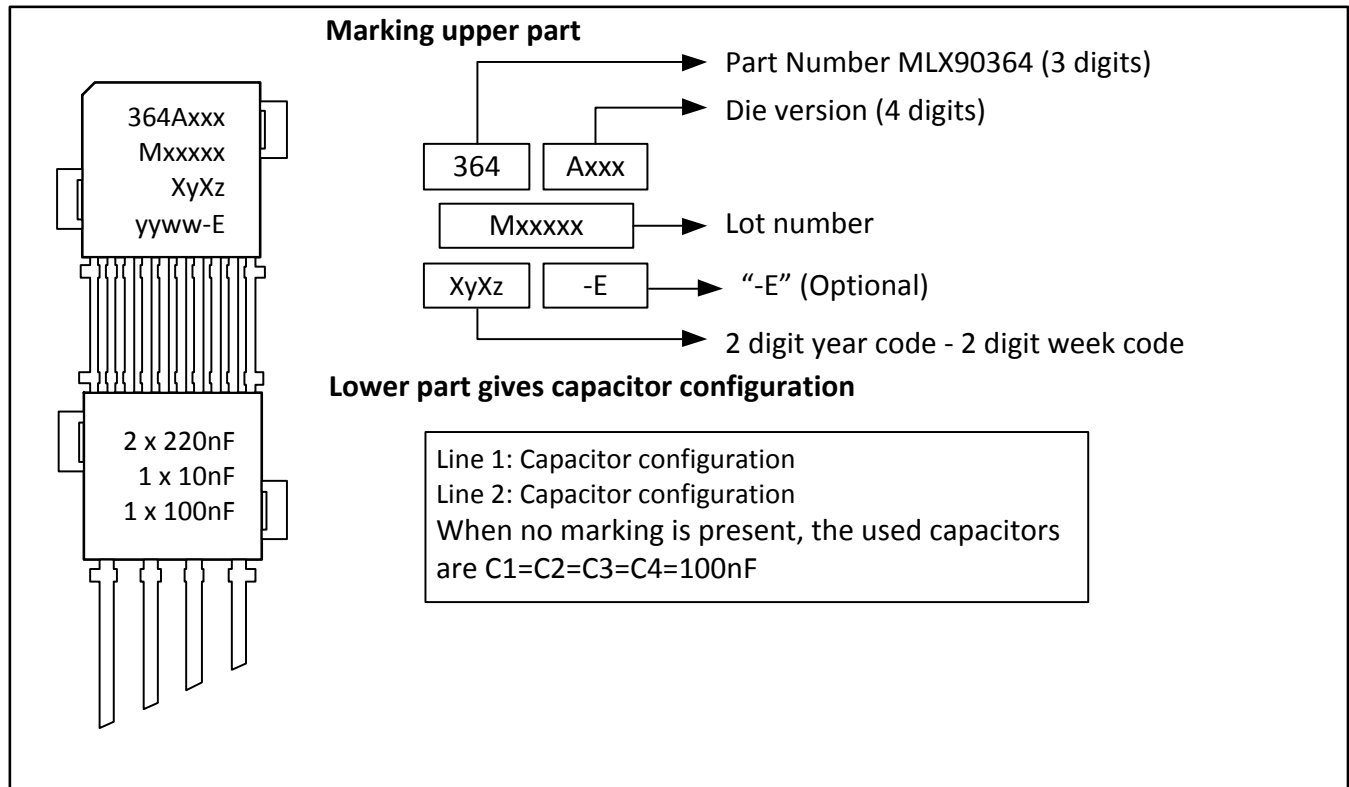 Marking upper part
Part Number MLX90364 (3 digits)
Die version (4 digits)
364Axxx
Mxxxxx
XyXz
yyww-E
364 Axxx
Mxxxxx Lot number
XyXz -E “-E” (Optional)
2 digit year code - 2 digit week code
Lower part gives capacitor configuration
2 x 220nF
1 x 10nF
1 x 100nF
Line 1: Capacitor configuration
Line 2: Capacitor configuration
When no marking is present, the used capacitors
are C1=C2=C3=C4=100nF